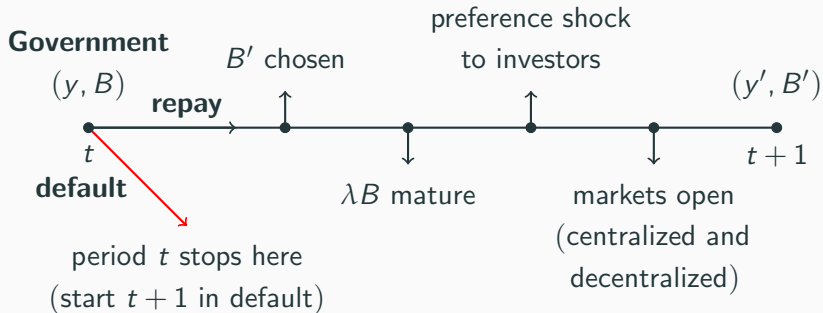 preference shock
Government
B′ chosen
to investors
(y, B)
(y′, B′)
repay
t
t + 1
default
λB mature
markets open
(centralized and
decentralized)
period t stops here
(start t + 1 in default)